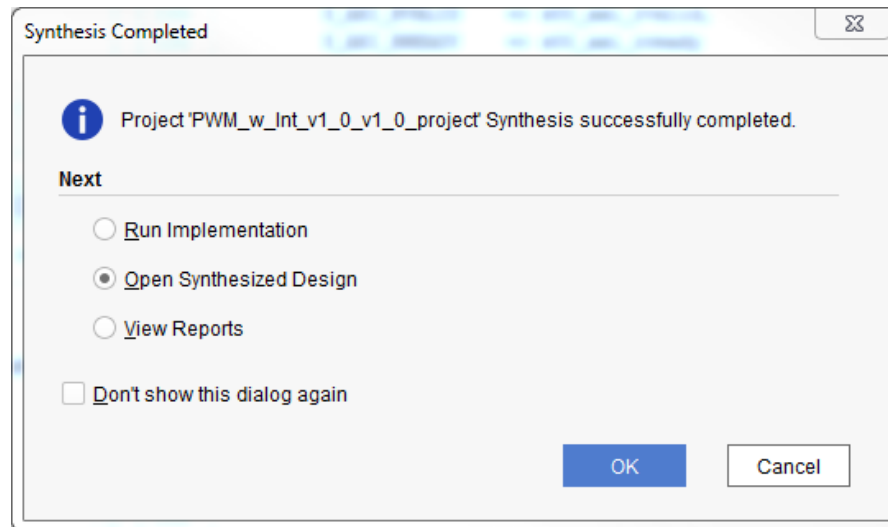 Synthesis Completed
Project 'PWM_w_Int_v1_0_v1_0_project' Synthesis successfully completed.
Next
Run Implementation
Open Synthesized Design
View Reports
Don't show this dialog again
OK
Cancel